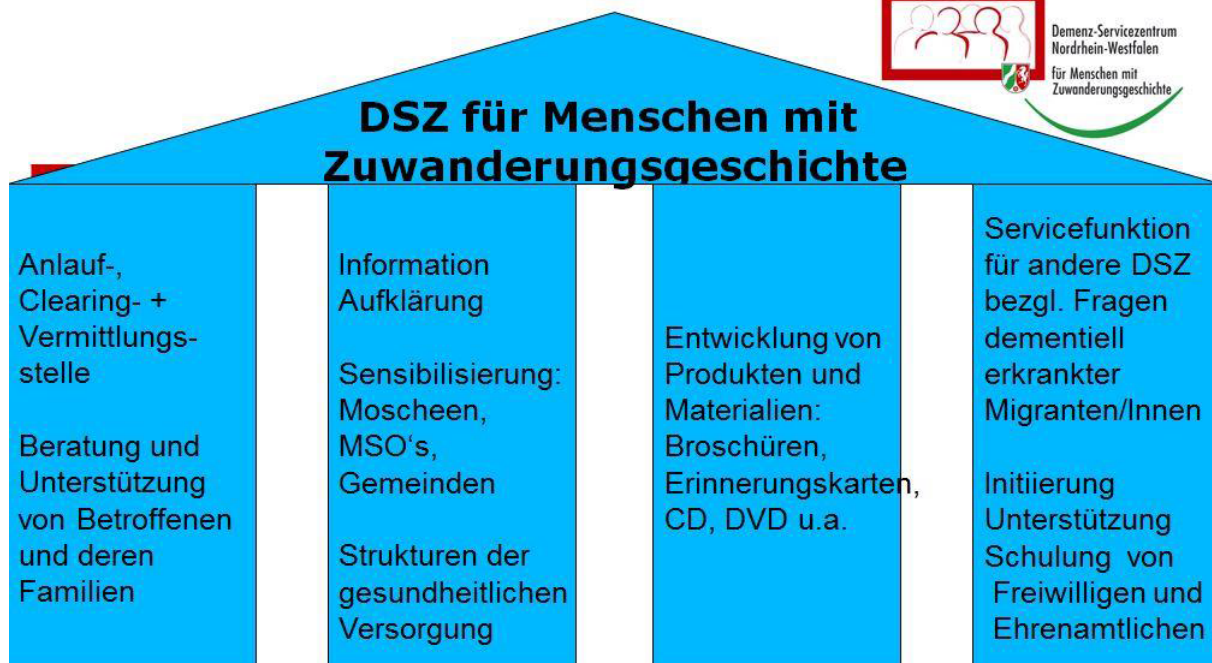 Demenz-Servicezentrum
Nordrhein-Westfalen
für Menschen mit
Zuwanderungsgeschichte
DSZ für Menschen mit
Zuwanderungsgeschichte
Anlauf-,
Clearing- +
Vermittlungs-
stelle
Beratung und
Unterstützung
von Betroffenen
und deren
Familien
Information
Aufklärung
Sensibilisierung:
Moscheen,
MSO‘s,
Gemeinden
Strukturen der
gesundheitlichen
Versorgung
Entwicklung von
Produkten und
Materialien:
Broschüren,
Erinnerungskarten,
CD, DVD u.a.
Servicefunktion
für andere DSZ
bezgl. Fragen
dementiell
erkrankter
Migranten/Innen
Initiierung
Unterstützung
Schulung von
Freiwilligen und
Ehrenamtlichen